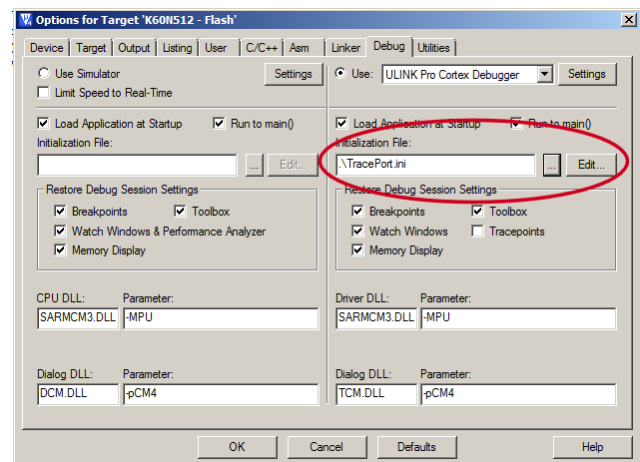 Options for Target 'K60N512 - Flash'
Device Target Output Listing User C/C++ Asm Linker Debug Utilities
Use Simulator Settings
Limit Speed to Real-Time
Use: ULINK Pro Cortex Debugger Settings
Load Application at Startup Run to main()
Initialization File:
... Edit...
Load Application at Startup Run to main()
Initialization File:
.\TracePort.ini ... Edit...
Restore Debug Session Settings
Breakpoints Toolbox
Watch Windows & Performance Analyzer
Memory Display
Restore Debug Session Settings
Breakpoints Toolbox
Watch Windows Tracepoints
Memory Display
CPU DLL: Parameter:
SARMCM3.DLL -MPU
Driver DLL: Parameter:
SARMCM3.DLL -MPU
Dialog DLL: Parameter:
DCM.DLL -pCM4
Dialog DLL: Parameter:
TCM.DLL -pCM4
OK Cancel Defaults Help